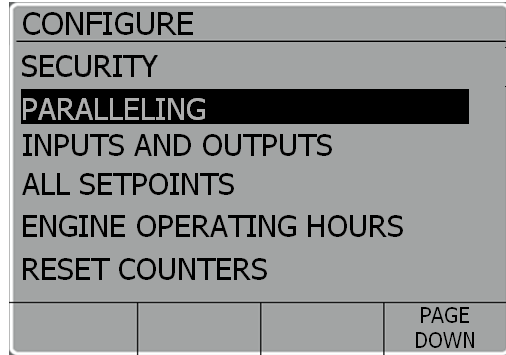 CONFIGURE
SECURITY
PARALLELING
INPUTS AND OUTPUTS
ALL SETPOINTS
ENGINE OPERATING HOURS
RESET COUNTERS
PAGE
DOWN